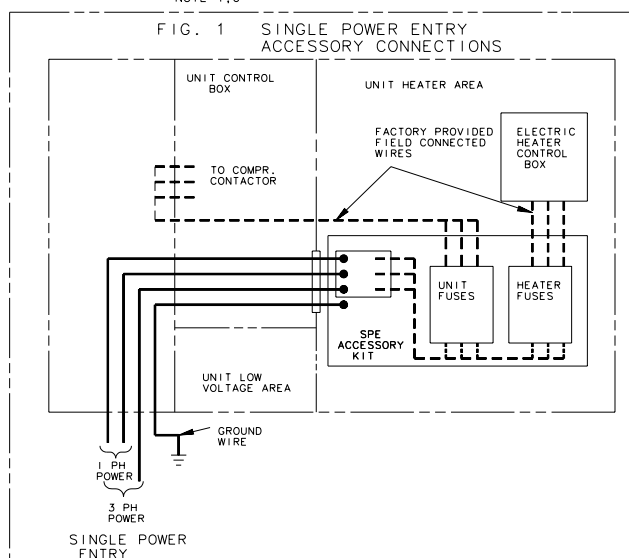 FIG. 1 SINGLE POWER ENTRY
ACCESSORY CONNECTIONS
UNIT CONTROL
BOX
UNIT HEATER AREA
FACTORY PROVIDED
FIELD CONNECTED
WIRES
ELECTRIC
HEATER
CONTROL
BOX
TO COMPR.
CONTACTOR
UNIT
FUSES
HEATER
FUSES
SPE
ACCESSORY
KIT
UNIT LOW
VOLTAGE AREA
GROUND
WIRE
1 PH
POWER
3 PH
POWER
SINGLE POWER
ENTRY